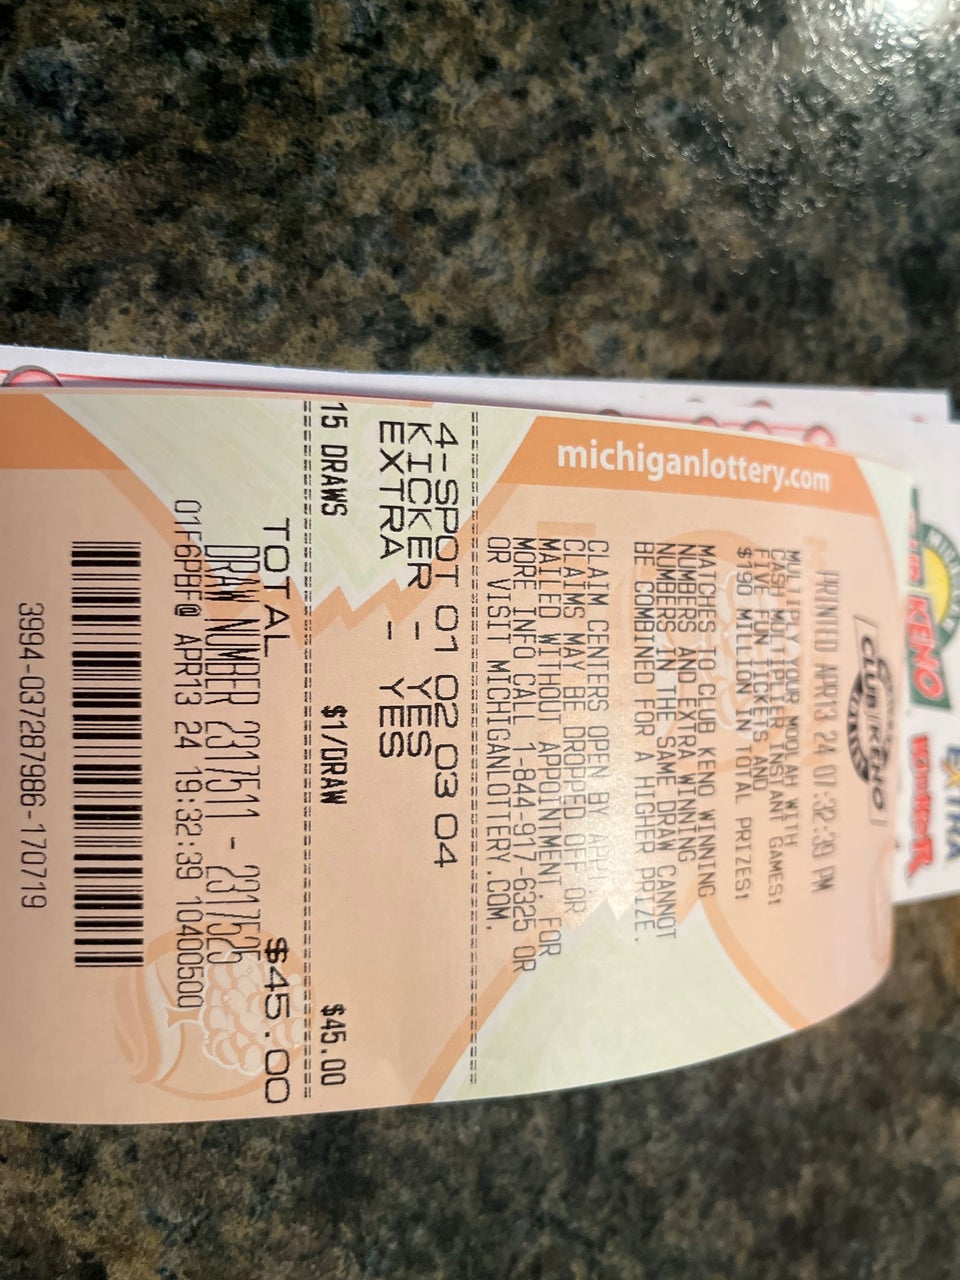 EXTRA
KENO
KICKER
CLUB KENO
PRINTED APR13 24 07:32:39 PM
MULTIPLY YOUR MOOLAH WITH
CASH MULTIPLIER INSTANT GAMES!
FIVE FUN TICKETS AND
$190 MILLION IN TOTAL PRIZES!
MATCHES TO CLUB KENO WINNING
NUMBERS AND EXTRA WINNING
NUMBERS IN THE SAME DRAW CANNOT
BE COMBINED FOR A HIGHER PRIZE.
CLAIM CENTERS OPEN BY
CLAIMS MAY BE DROPPED OFF OR
MAILED WITHOUT APPOINTMENT. FOR
MORE INFO CALL 1-844-917-6325 OR
OR VISIT MICHIGANLOTTERY.COM.
michiganlottery.com
4-SPOT 01 02 03 04
KICKER - YES
EXTRA - YES
15 DRAWS $1/DRAW $45.00
TOTAL $45.00
DRAW NUMBER 2317511 - 2317525
01F6PBF@ APR13 24 19:32:39 10400500
3994-037287986-170719